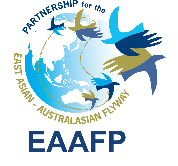 PARTNERSHIP for the
EAST ASIAN - AUSTRALASIAN FLYWAY
EAAFP